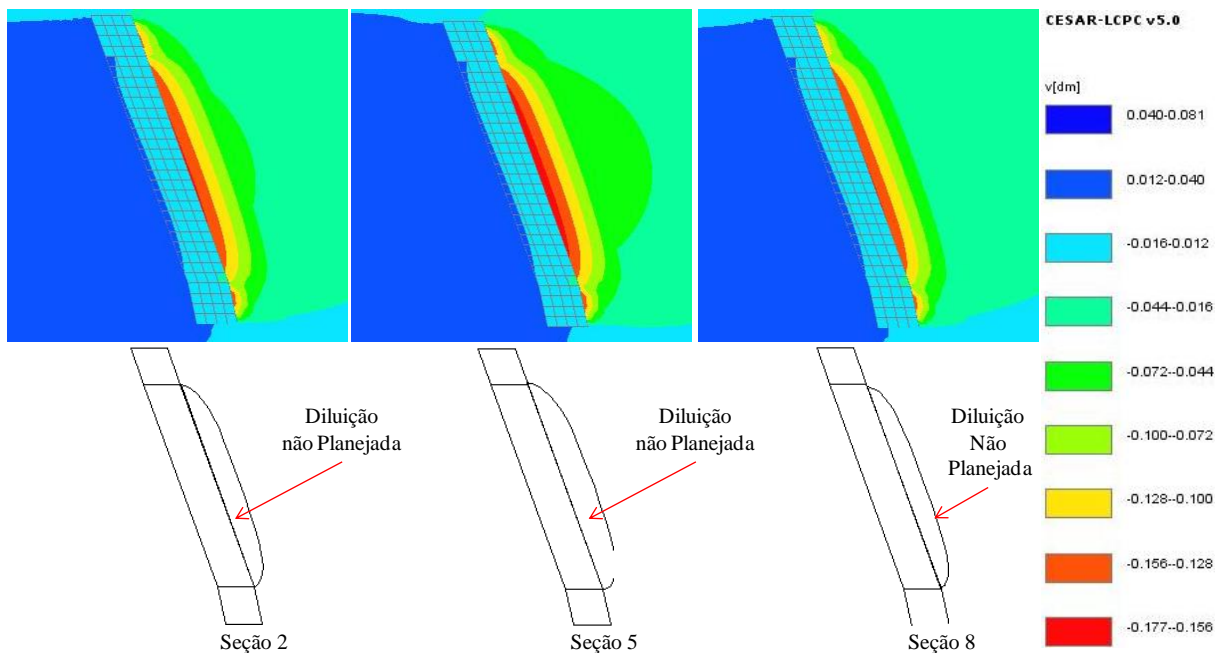 CESAR-LCPC v5.0
v[dm]
0.040-0.081
0.012-0.040
-0.016-0.012
-0.044--0.016
-0.072--0.044
-0.100--0.072
-0.128--0.100
-0.156--0.128
-0.177--0.156
Diluição
não Planejada
Seção 2
Diluição
não Planejada
Seção 5
Diluição
Não
Planejada
Seção 8